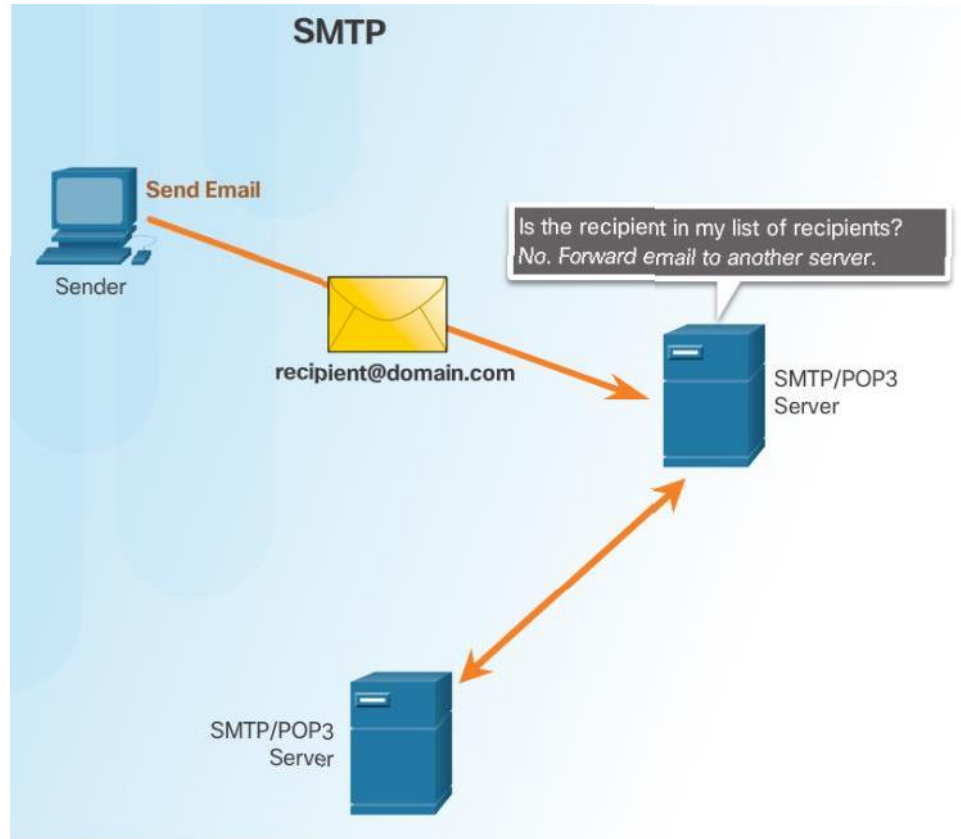 SMTP
Send Email
Sender
Is the recipient in my list of recipients?
No. Forward email to another server.
recipient@domain.com
SMTP/POP3
Server
SMTP/POP3
Server